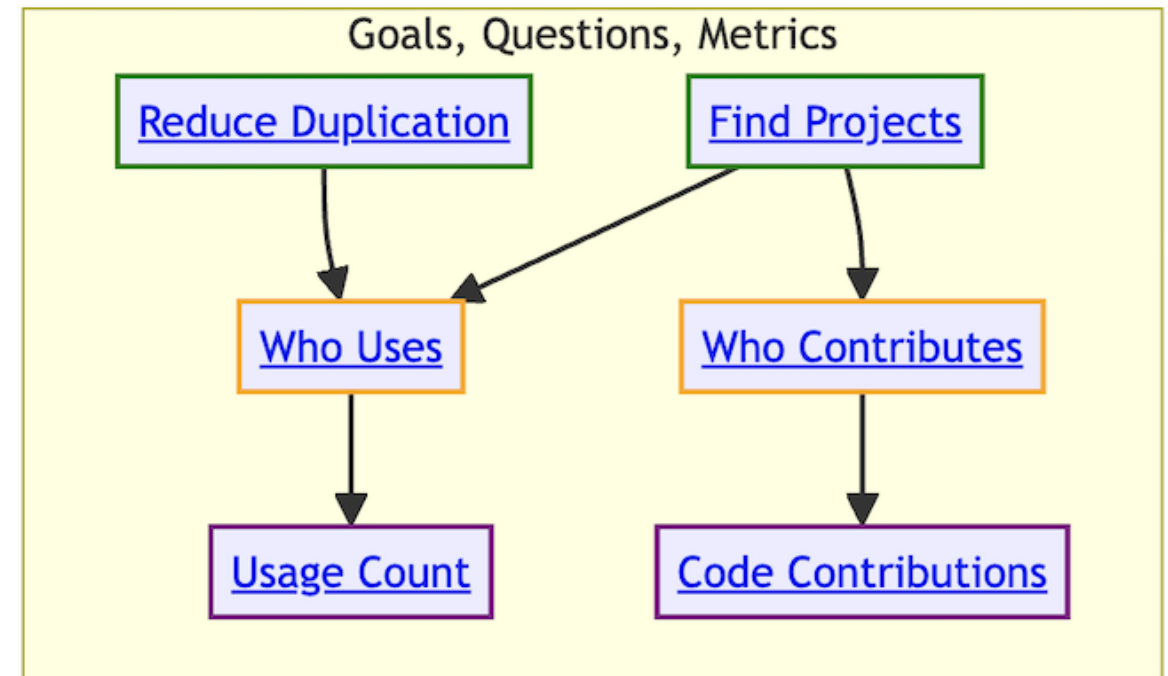 Goals, Questions, Metrics
Reduce Duplication
Find Projects
Who Uses
Who Contributes
Usage Count
Code Contributions